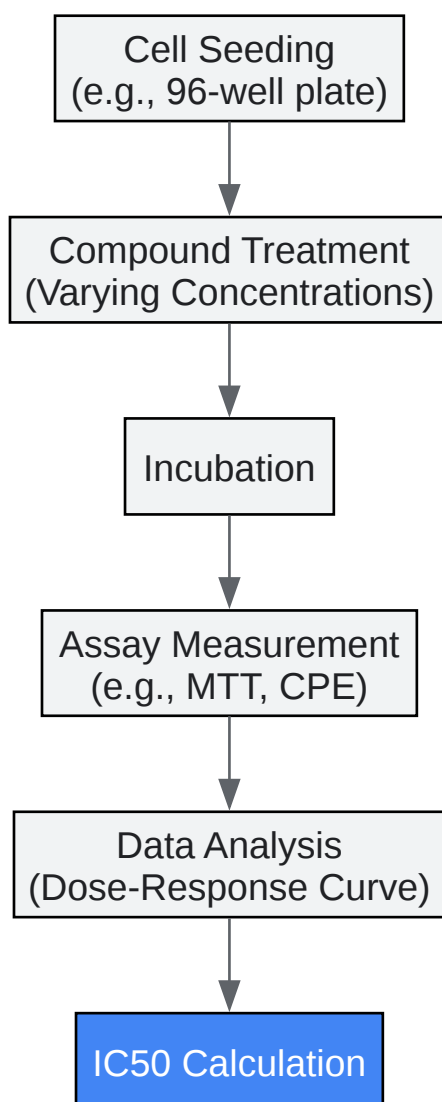 Cell Seeding
(e.g., 96-well plate)
Compound Treatment
(Varying Concentrations)
Incubation
Assay Measurement
(e.g., MTT, CPE)
Data Analysis
(Dose-Response Curve)
IC50 Calculation